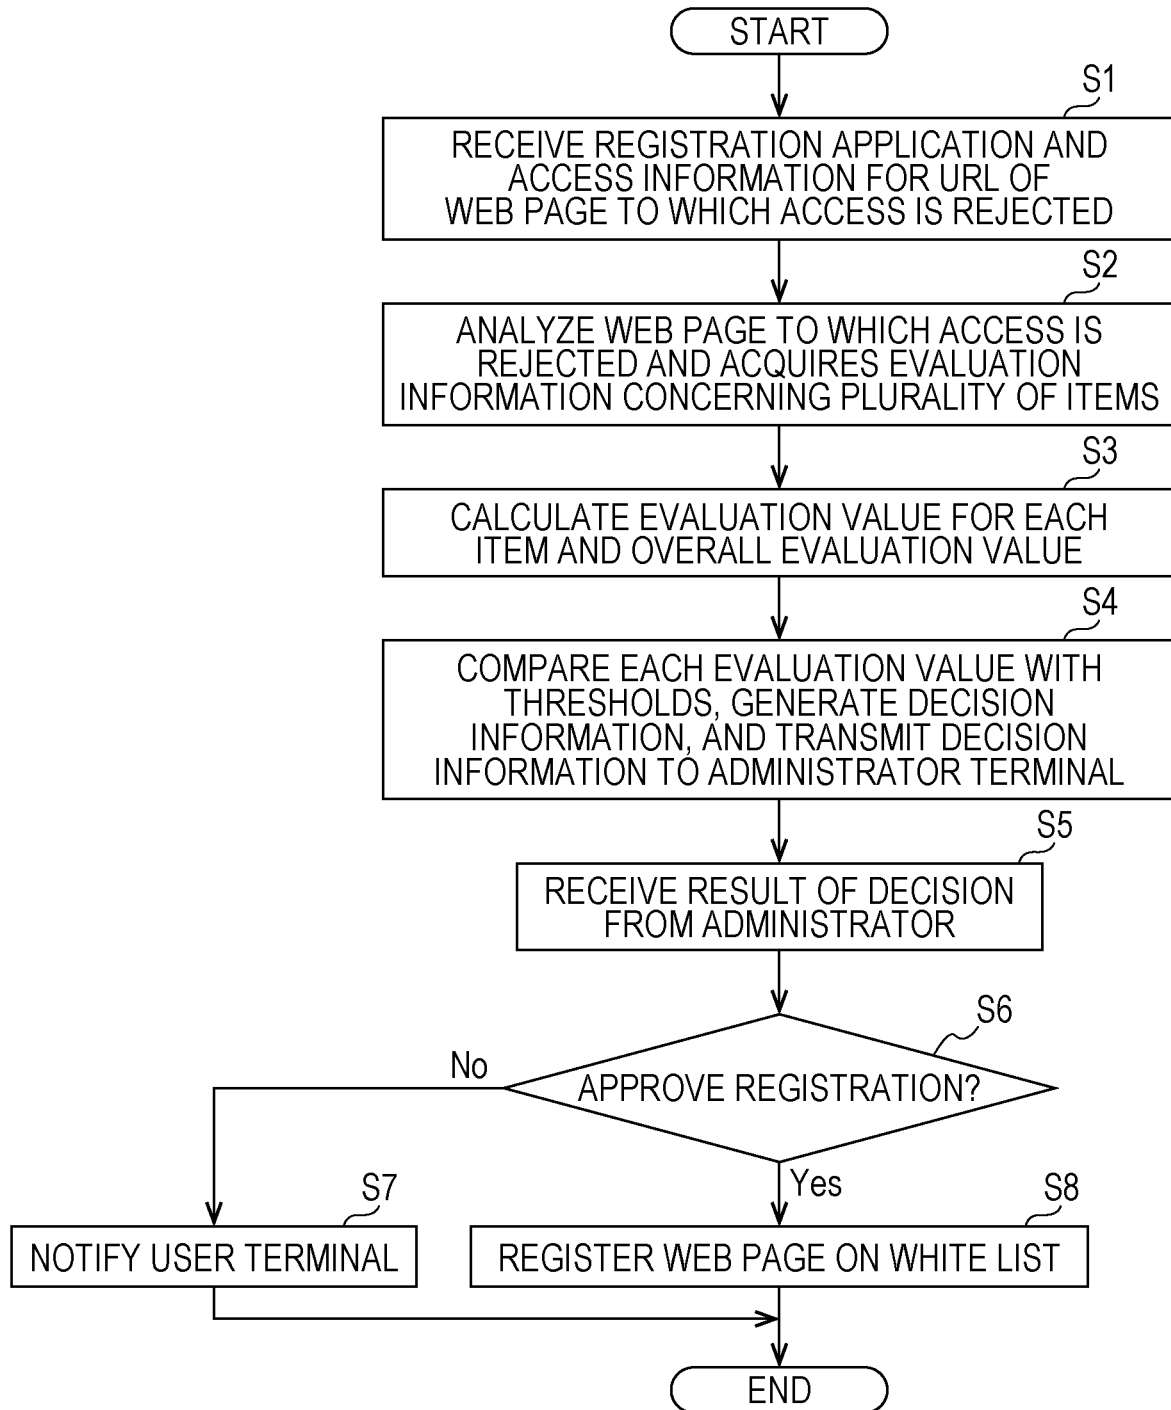 START
S1
RECEIVE REGISTRATION APPLICATION AND
ACCESS INFORMATION FOR URL OF
WEB PAGE TO WHICH ACCESS IS REJECTED
S2
ANALYZE WEB PAGE TO WHICH ACCESS IS
REJECTED AND ACQUIRES EVALUATION
INFORMATION CONCERNING PLURALITY OF ITEMS
S3
CALCULATE EVALUATION VALUE FOR EACH
ITEM AND OVERALL EVALUATION VALUE
S4
COMPARE EACH EVALUATION VALUE WITH
THRESHOLDS, GENERATE DECISION
INFORMATION, AND TRANSMIT DECISION
INFORMATION TO ADMINISTRATOR TERMINAL
S5
RECEIVE RESULT OF DECISION
FROM ADMINISTRATOR
S6
APPROVE REGISTRATION?
No
Yes
S7
NOTIFY USER TERMINAL
S8
REGISTER WEB PAGE ON WHITE LIST
END